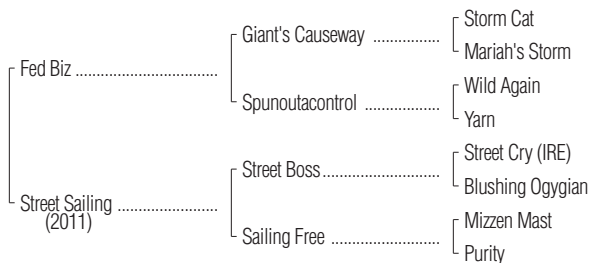 Storm Cat
Giant's Causeway ................
Mariah's Storm
Fed Biz ..................................
Wild Again
Spunoutacontrol ..................
Yarn
Street Cry (IRE)
Street Boss............................
Blushing Ogygian
Street Sailing ........................
(2011)
Mizzen Mast
Sailing Free ..........................
Purity